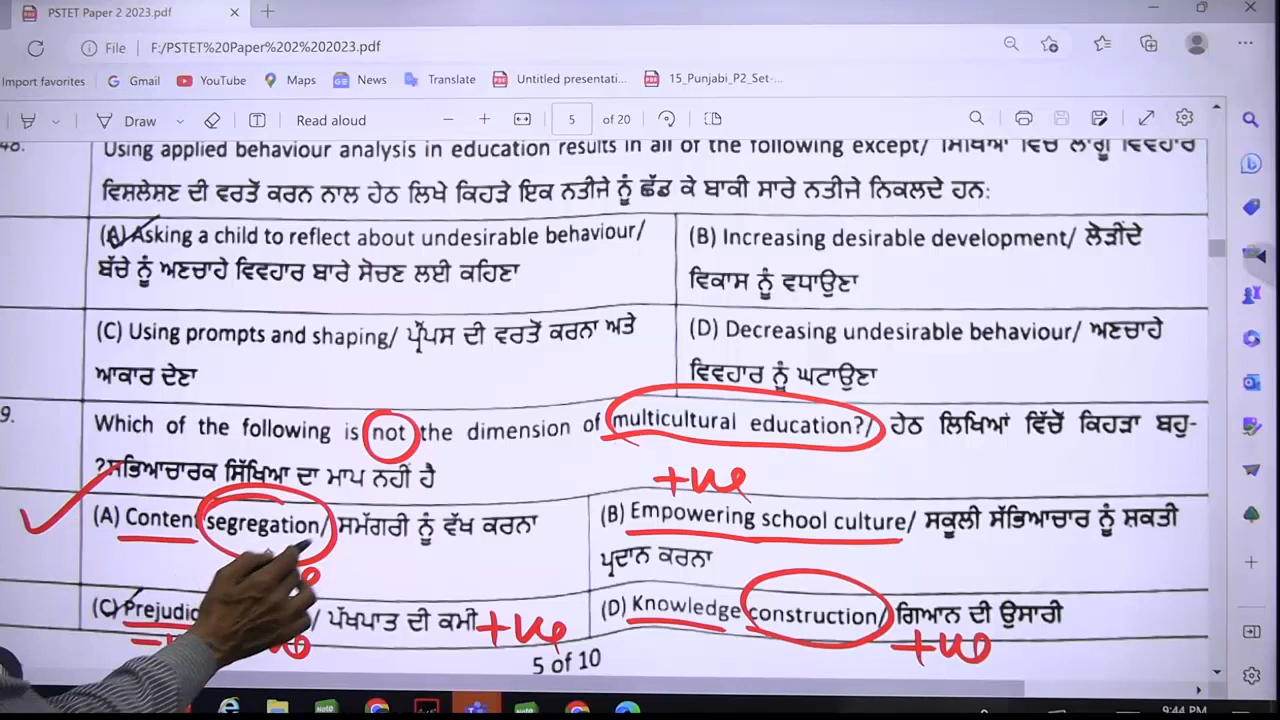 PSTET Paper 2 2023.pdf
File F:/PSTET%20Paper%202%202023.pdf
Import favorites Gmail YouTube Maps News Translate Untitled presentati... 15_Punjabi_P2_Set-...
Draw Read aloud 5 of 20
Using applied behaviour analysis in education results in all of the following except/ ਸਿੱਖਿਆ ਵਿੱਚ ਲਾਗੂ ਵਿਵਹਾਰ
ਵਿਸ਼ਲੇਸ਼ਣ ਦੀ ਵਰਤੋਂ ਕਰਨ ਨਾਲ ਹੇਠ ਲਿਖੇ ਕਿਹੜੇ ਇਕ ਨਤੀਜੇ ਨੂੰ ਛੱਡ ਕੇ ਬਾਕੀ ਸਾਰੇ ਨਤੀਜੇ ਨਿਕਲਦੇ ਹਨ:
(A) Asking a child to reflect about undesirable behaviour/
ਬੱਚੇ ਨੂੰ ਅਣਚਾਹੇ ਵਿਵਹਾਰ ਬਾਰੇ ਸੋਚਣ ਲਈ ਕਹਿਣਾ
(B) Increasing desirable development/ ਲੋੜੀਂਦੇ
ਵਿਕਾਸ ਨੂੰ ਵਧਾਉਣਾ
(C) Using prompts and shaping/ ਪ੍ਰੌਂਪਸ ਦੀ ਵਰਤੋਂ ਕਰਨਾ ਅਤੇ
ਆਕਾਰ ਦੇਣਾ
(D) Decreasing undesirable behaviour/ ਅਣਚਾਹੇ
ਵਿਵਹਾਰ ਨੂੰ ਘਟਾਉਣਾ
9. Which of the following is not the dimension of multicultural education?/ ਹੇਠ ਲਿਖਿਆਂ ਵਿੱਚੋਂ ਕਿਹੜਾ ਬਹੁ-
ਸਭਿਆਚਾਰਕ ਸਿੱਖਿਆ ਦਾ ਮਾਪ ਨਹੀਂ ਹੈ?
+ve
(A) Content segregation/ ਸਮੱਗਰੀ ਨੂੰ ਵੱਖ ਕਰਨਾ
(B) Empowering school culture/ ਸਕੂਲੀ ਸੱਭਿਆਚਾਰ ਨੂੰ ਸ਼ਕਤੀ
ਪ੍ਰਦਾਨ ਕਰਨਾ
(C) / ਪੱਖਪਾਤ ਦੀ ਕਮੀ +ve
(D) Knowledge construction/ ਗਿਆਨ ਦੀ ਉਸਾਰੀ
+ve
5 of 10
9:44 PM